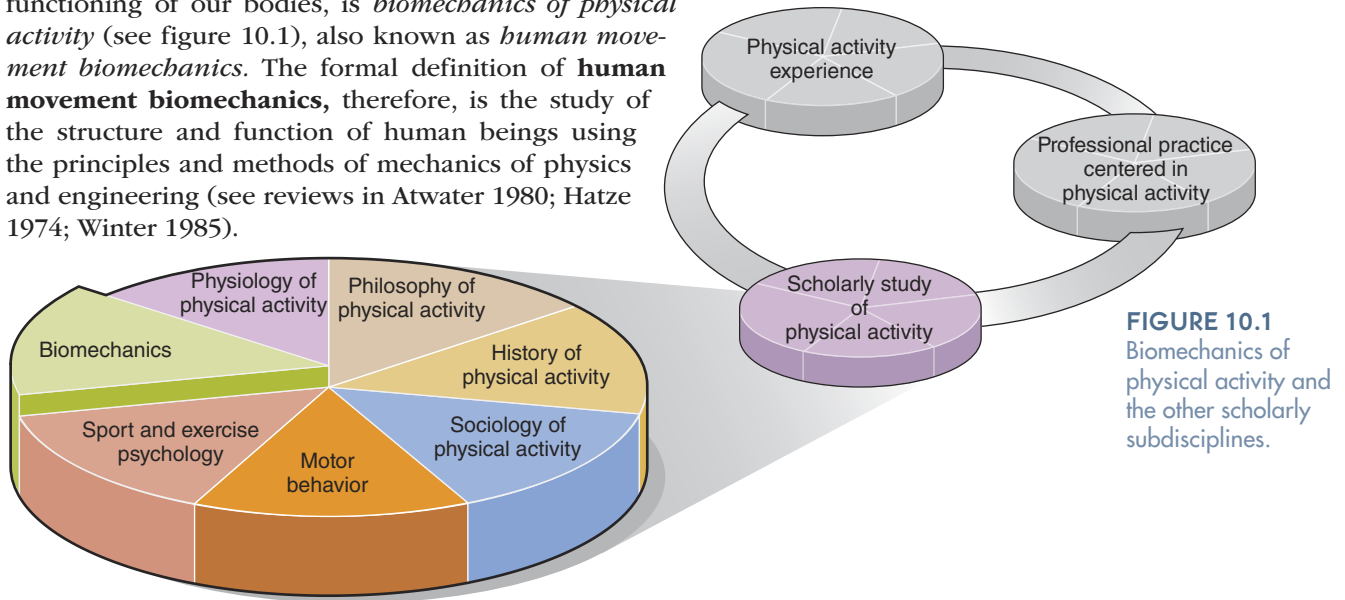 functioning of our bodies, is biomechanics of physical
activity (see figure 10.1), also known as human move-
ment biomechanics. The formal definition of human
movement biomechanics, therefore, is the study of
the structure and function of human beings using
the principles and methods of mechanics of physics
and engineering (see reviews in Atwater 1980; Hatze
1974; Winter 1985).
Physical activity
experience
Professional practice
centered in
physical activity
Scholarly study
of
physical activity
Physiology of
physical activity
Philosophy of
physical activity
Biomechanics
History of
physical activity
Sport and exercise
psychology
Motor
behavior
Sociology of
physical activity
FIGURE 10.1
Biomechanics of
physical activity and
the other scholarly
subdisciplines.